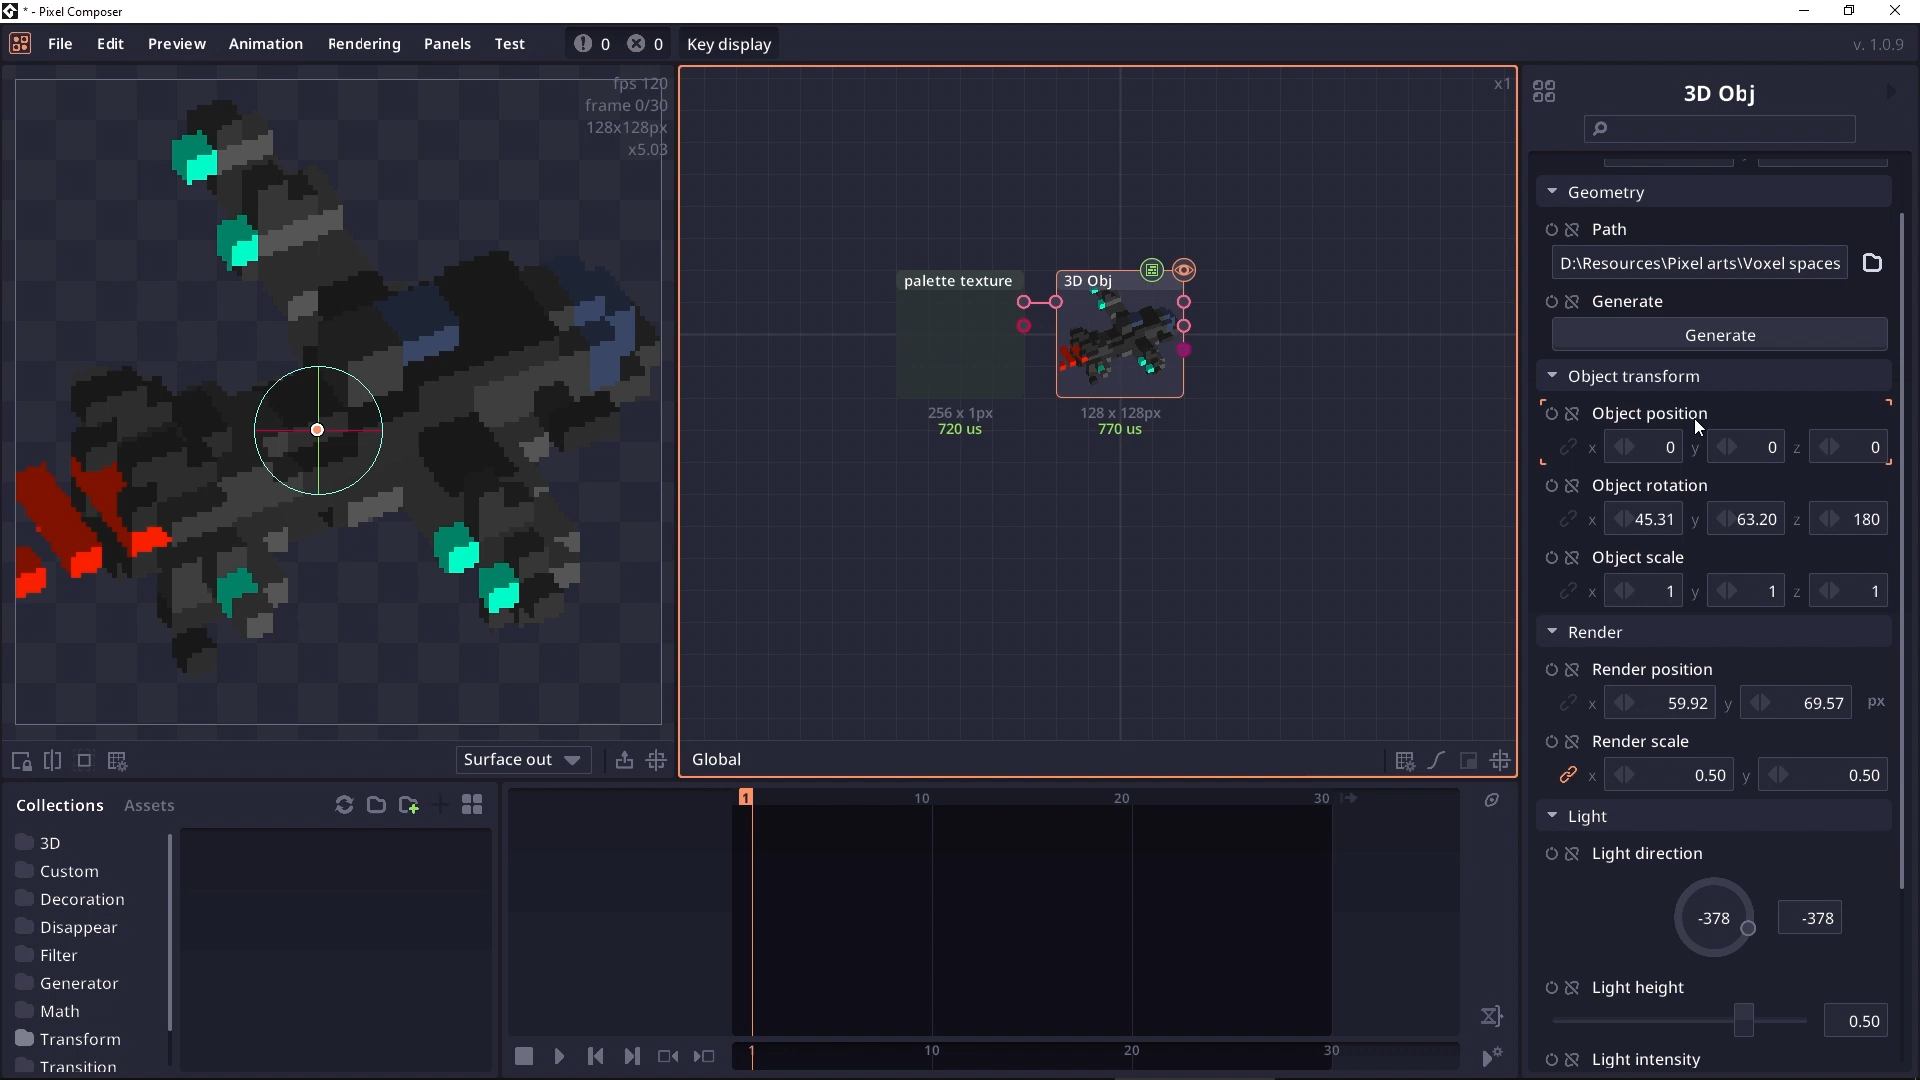 * - Pixel Composer
File Edit Preview Animation Rendering Panels Test 0 0 Key display v. 1.0.9
fps 120
frame 0/30
128x128px
x5.03
Surface out
x1
palette texture
256 x 1px
720 us
3D Obj
128 x 128px
770 us
Global
3D Obj
Geometry
Path
D:\Resources\Pixel arts\Voxel spaces
Generate
Generate
Object transform
Object position
x 0 y 0 z 0
Object rotation
x 45.31 y 63.20 z 180
Object scale
x 1 y 1 z 1
Render
Render position
x 59.92 y 69.57 px
Render scale
x 0.50 y 0.50
Light
Light direction
-378 -378
Light height
0.50
Light intensity
Collections Assets
3D
Custom
Decoration
Disappear
Filter
Generator
Math
Transform
Transition
1 10 20 30
1 10 20 30